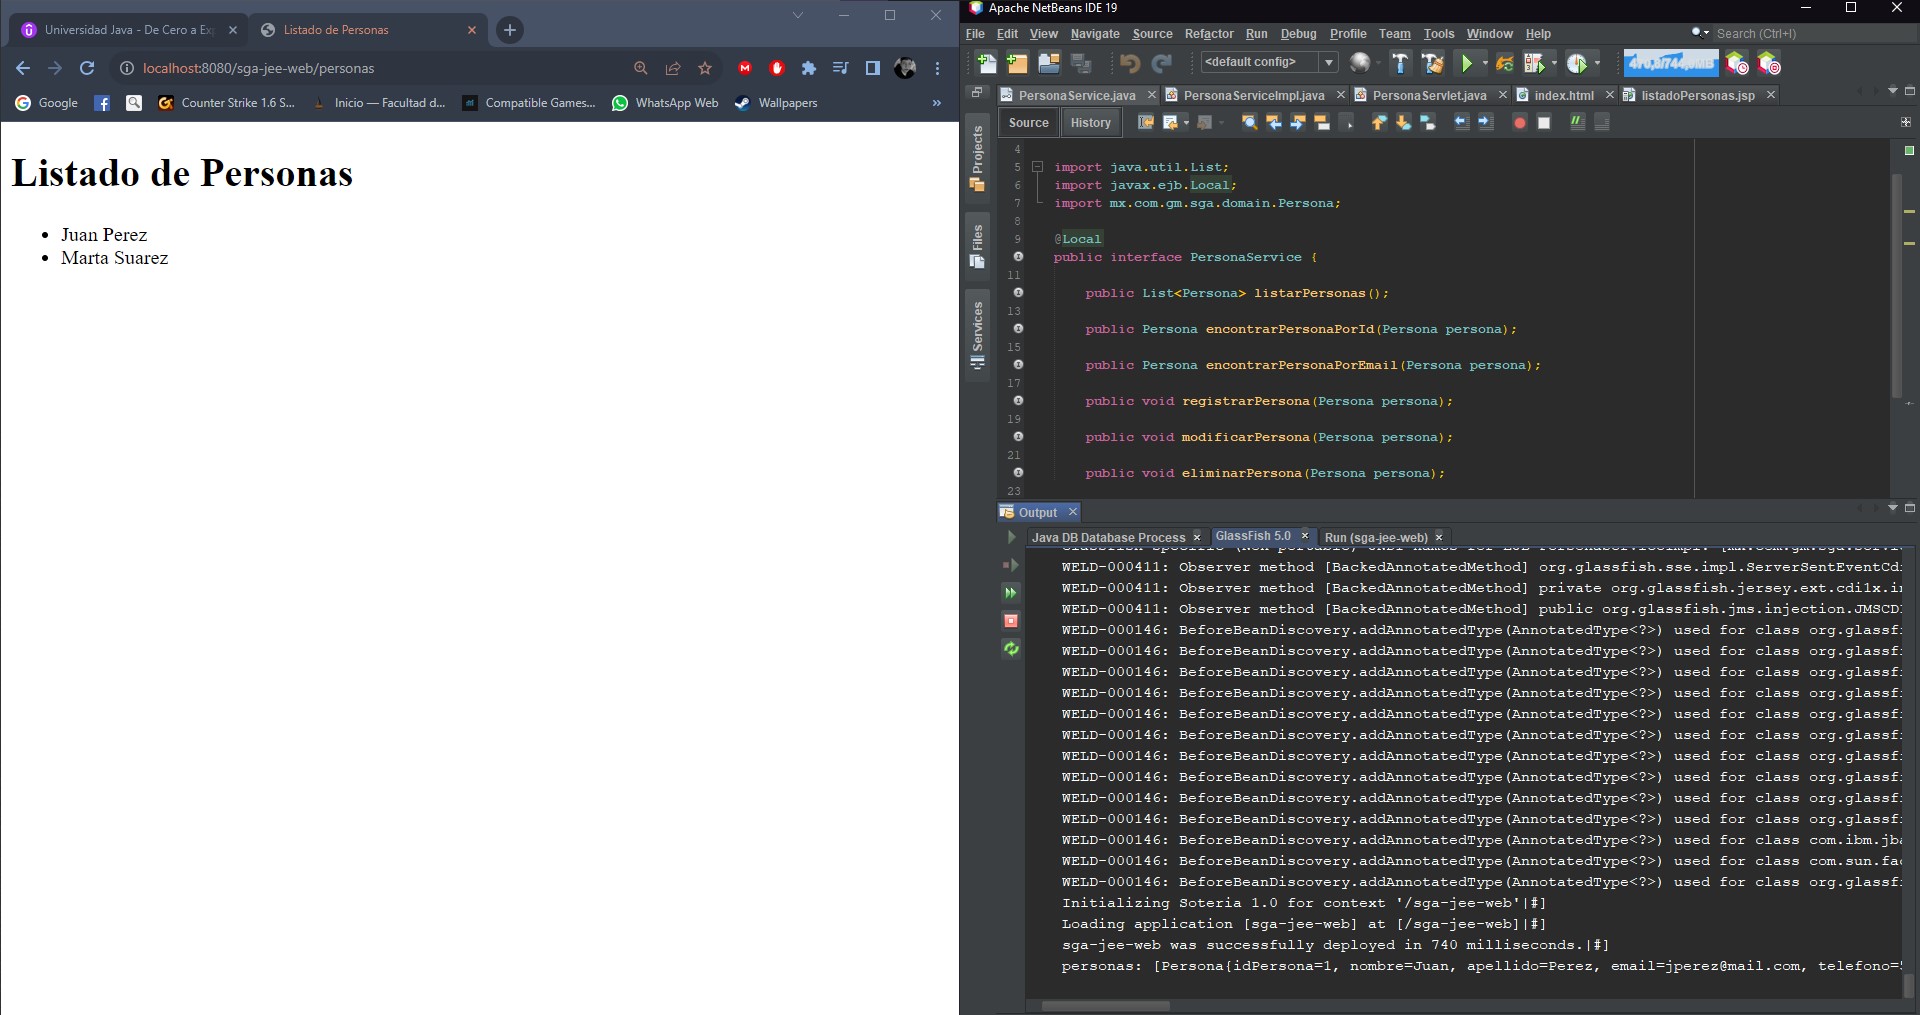 Universidad Java - De Cero a Ex
Listado de Personas
localhost:8080/sga-jee-web/personas
Google
Counter Strike 1.6 S...
Inicio — Facultad d...
Compatible Games...
WhatsApp Web
Wallpapers
»
Listado de Personas
• Juan Perez
• Marta Suarez
Apache NetBeans IDE 19
File Edit View Navigate Source Refactor Run Debug Profile Team Tools Window Help
Search (Ctrl+I)
<default config>
PersonaService.java
PersonaServiceImpl.java
PersonaServlet.java
index.html
listadoPersonas.jsp
Source
History
Projects
Files
Services
4
5 import java.util.List;
6 import javax.ejb.Local;
7 import mx.com.gm.sga.domain.Persona;
8
9 @Local
public interface PersonaService {
11
public List<Persona> listarPersonas();
13
public Persona encontrarPersonaPorId(Persona persona);
15
public Persona encontrarPersonaPorEmail(Persona persona);
17
public void registrarPersona(Persona persona);
19
public void modificarPersona(Persona persona);
21
public void eliminarPersona(Persona persona);
23
Output
Java DB Database Process
GlassFish 5.0
Run (sga-jee-web)
WELD-000411: Observer method [BackedAnnotatedMethod] org.glassfish.sse.impl.ServerSentEventCd
WELD-000411: Observer method [BackedAnnotatedMethod] private org.glassfish.jersey.ext.cdi1x.i
WELD-000411: Observer method [BackedAnnotatedMethod] public org.glassfish.jms.injection.JMSCD
WELD-000146: BeforeBeanDiscovery.addAnnotatedType(AnnotatedType<?>) used for class org.glassf
WELD-000146: BeforeBeanDiscovery.addAnnotatedType(AnnotatedType<?>) used for class org.glassf
WELD-000146: BeforeBeanDiscovery.addAnnotatedType(AnnotatedType<?>) used for class org.glassf
WELD-000146: BeforeBeanDiscovery.addAnnotatedType(AnnotatedType<?>) used for class org.glassf
WELD-000146: BeforeBeanDiscovery.addAnnotatedType(AnnotatedType<?>) used for class org.glassf
WELD-000146: BeforeBeanDiscovery.addAnnotatedType(AnnotatedType<?>) used for class org.glassf
WELD-000146: BeforeBeanDiscovery.addAnnotatedType(AnnotatedType<?>) used for class org.glassf
WELD-000146: BeforeBeanDiscovery.addAnnotatedType(AnnotatedType<?>) used for class org.glassf
WELD-000146: BeforeBeanDiscovery.addAnnotatedType(AnnotatedType<?>) used for class org.glassf
WELD-000146: BeforeBeanDiscovery.addAnnotatedType(AnnotatedType<?>) used for class org.glassf
WELD-000146: BeforeBeanDiscovery.addAnnotatedType(AnnotatedType<?>) used for class com.ibm.jba
WELD-000146: BeforeBeanDiscovery.addAnnotatedType(AnnotatedType<?>) used for class com.sun.fac
WELD-000146: BeforeBeanDiscovery.addAnnotatedType(AnnotatedType<?>) used for class org.glassf
Initializing Soteria 1.0 for context '/sga-jee-web'|#]
Loading application [sga-jee-web] at [/sga-jee-web]|#]
sga-jee-web was successfully deployed in 740 milliseconds.|#]
personas: [Persona{idPersona=1, nombre=Juan, apellido=Perez, email=jperez@mail.com, telefono=